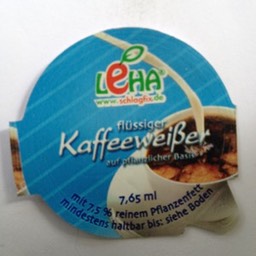 LeHA®
www.schlagfix.de
flüssiger
Kaffeeweißer
auf pflanzlicher Basis
7,65 ml
mit 7,5 % reinem Pflanzenfett
mindestens haltbar bis: siehe Boden